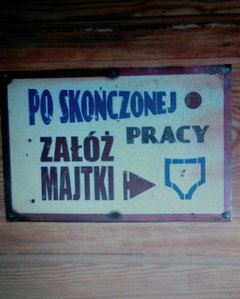 PO SKOŃCZONEJ
PRACY
ZAŁÓŻ
MAJTKI